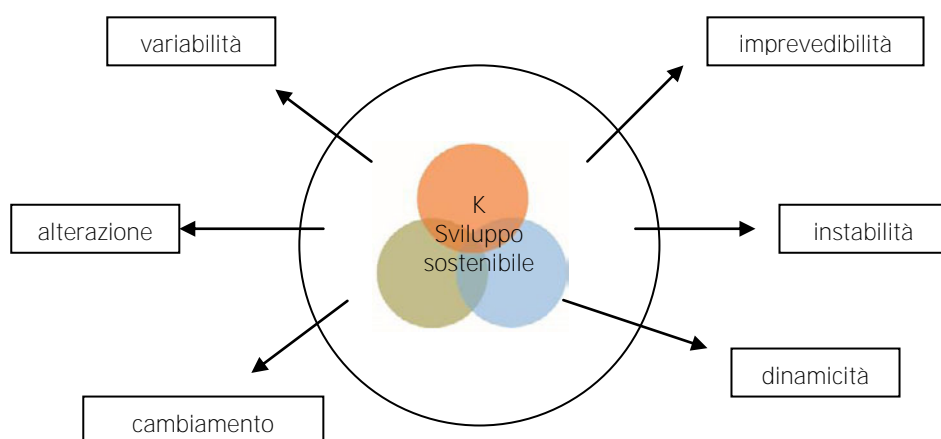 variabilità
imprevedibilità
K
Sviluppo
sostenibile
alterazione
instabilità
dinamicità
cambiamento